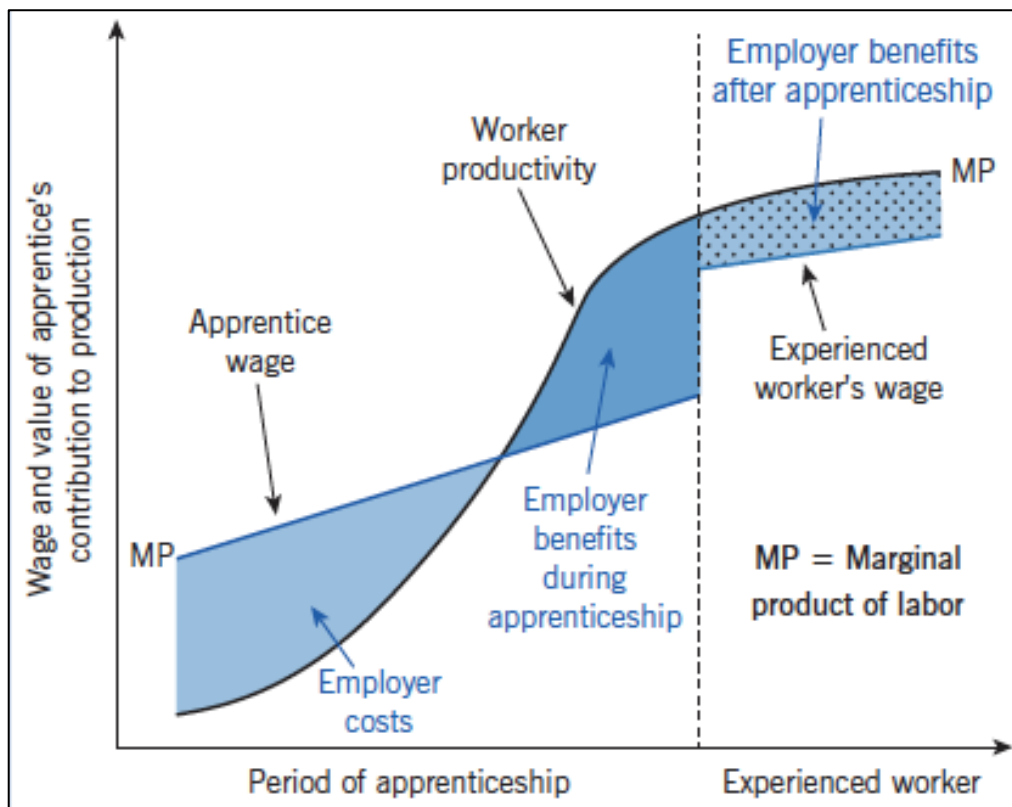 Wage and value of apprentice's
contribution to production
Employer benefits
after apprenticeship
Worker
productivity
MP
Apprentice
wage
Experienced
worker's wage
MP
Employer
benefits
during
apprenticeship
MP = Marginal
product of labor
Employer
costs
Period of apprenticeship
Experienced worker